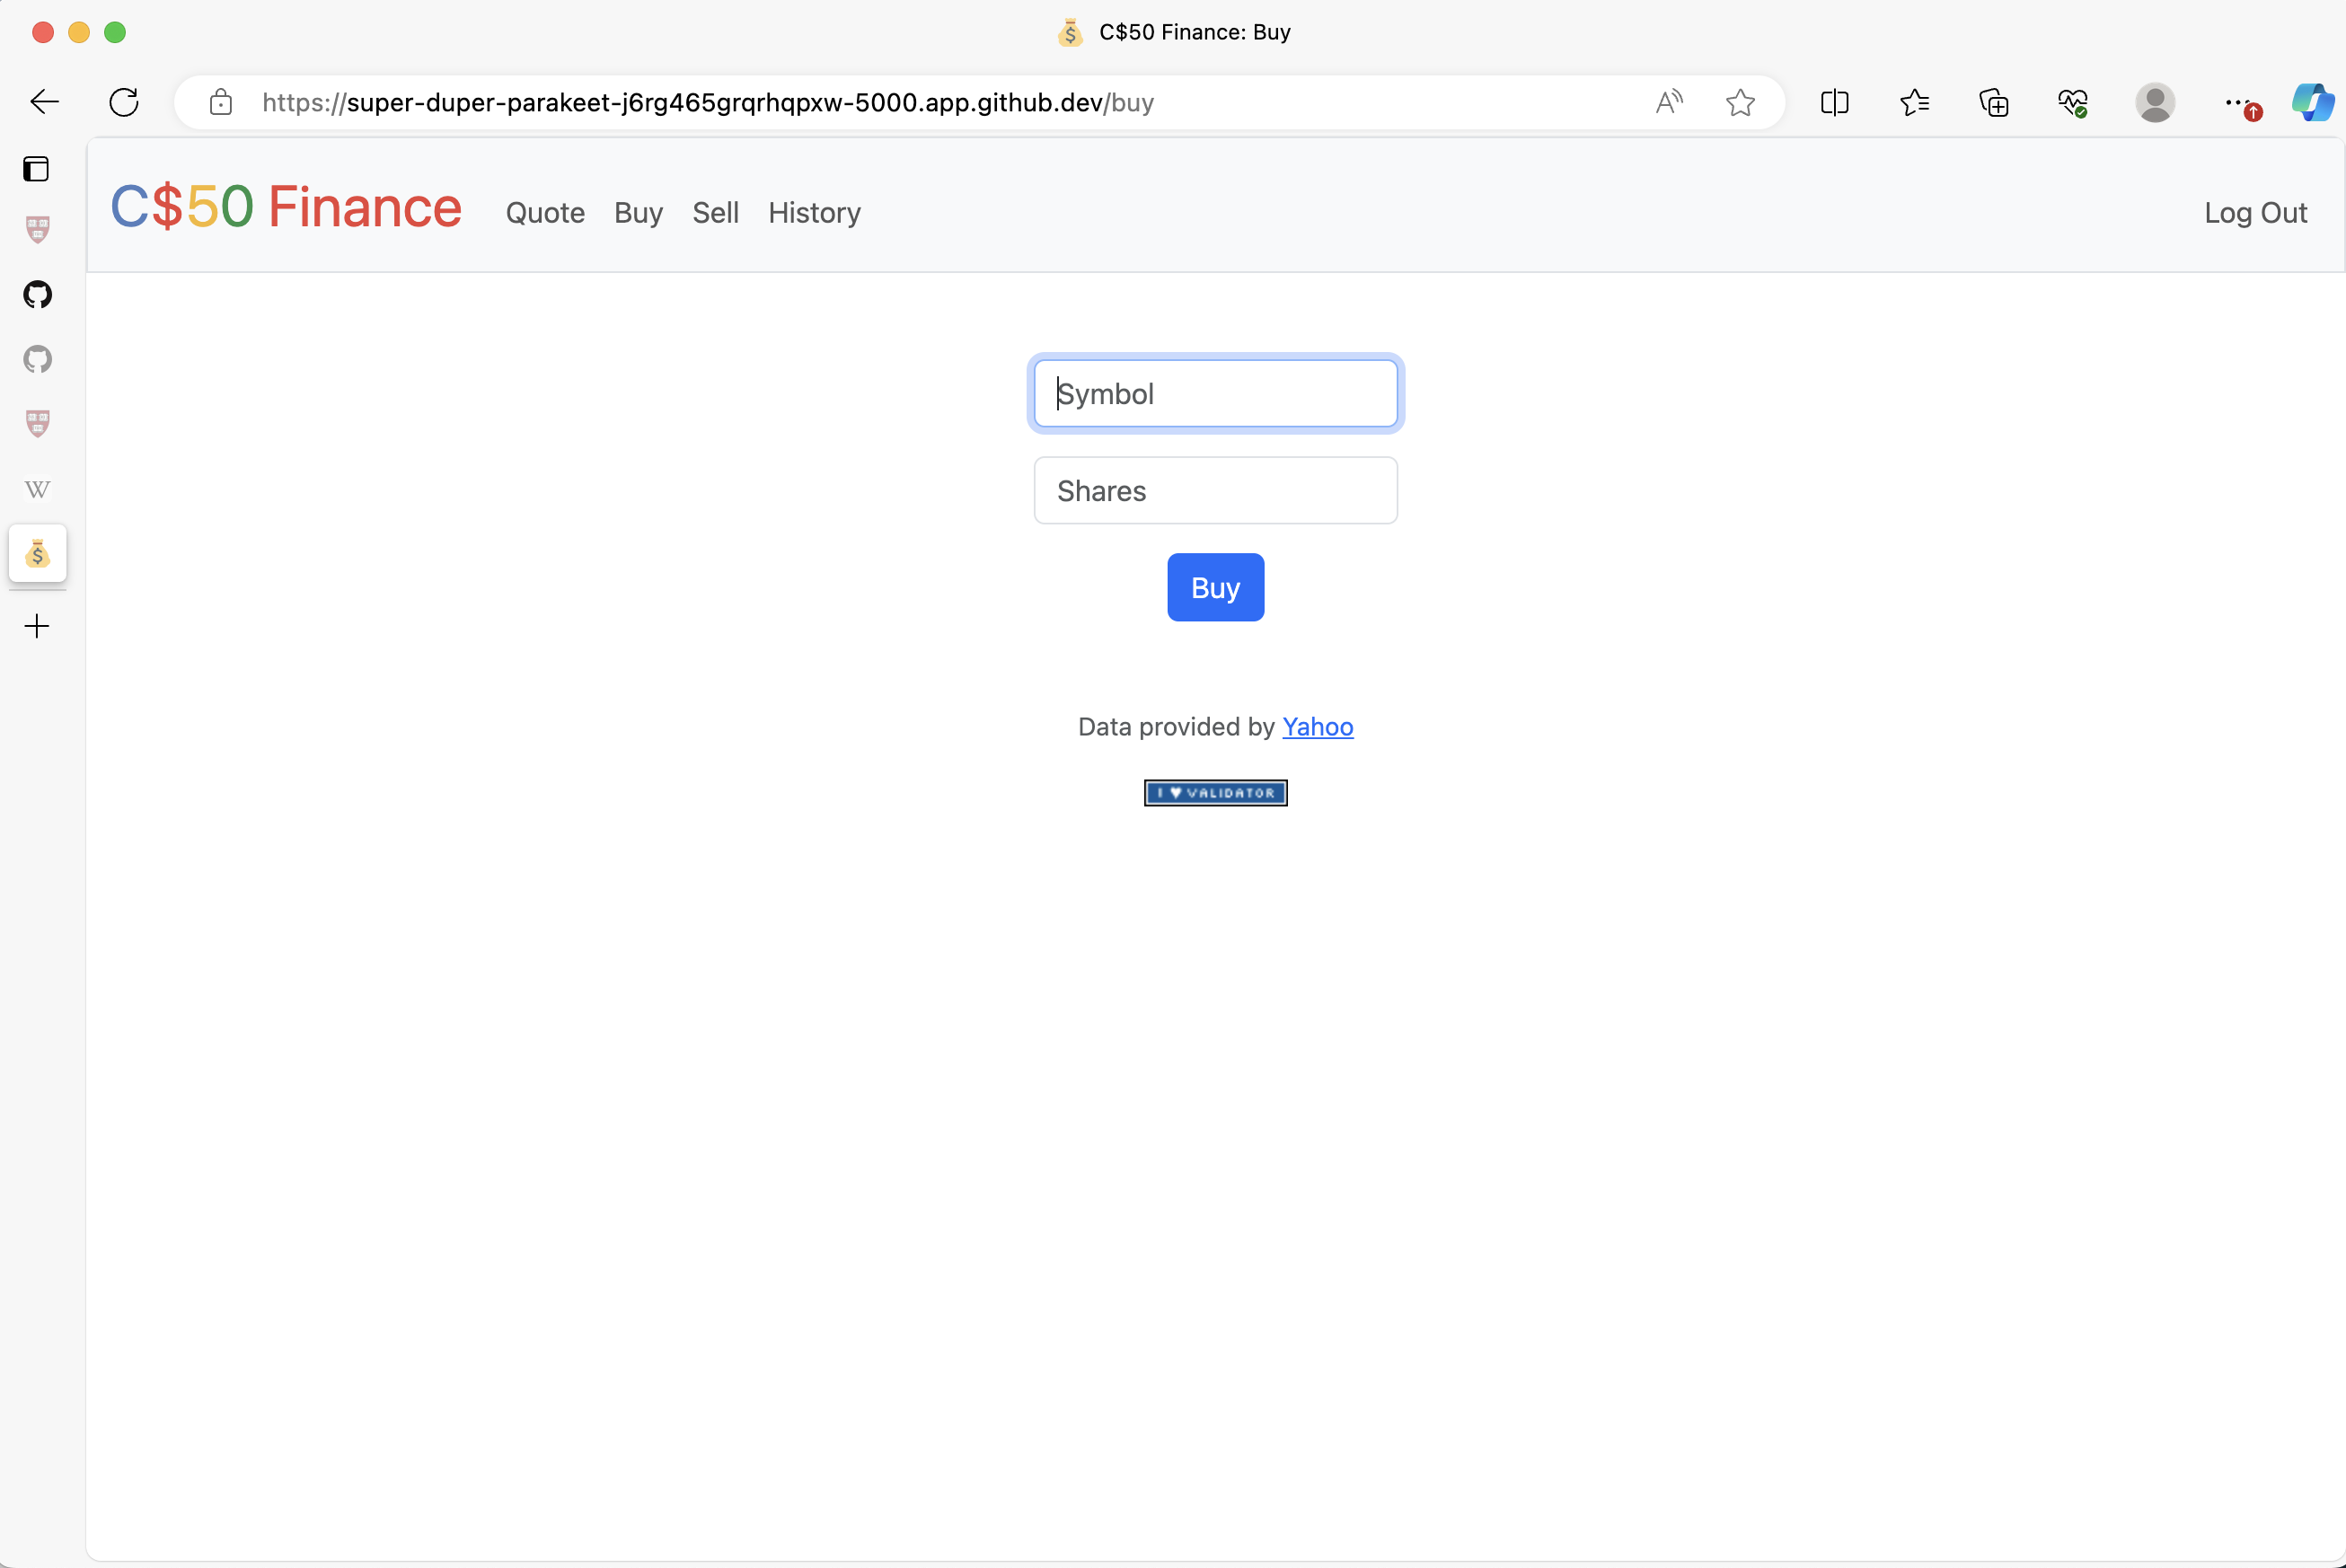 C$50 Finance: Buy
https://super-duper-parakeet-j6rg465grqrhqpxw-5000.app.github.dev/buy
C$50 Finance Quote Buy Sell History Log Out
Symbol
Shares
Buy
Data provided by Yahoo
I ♥ VALIDATOR